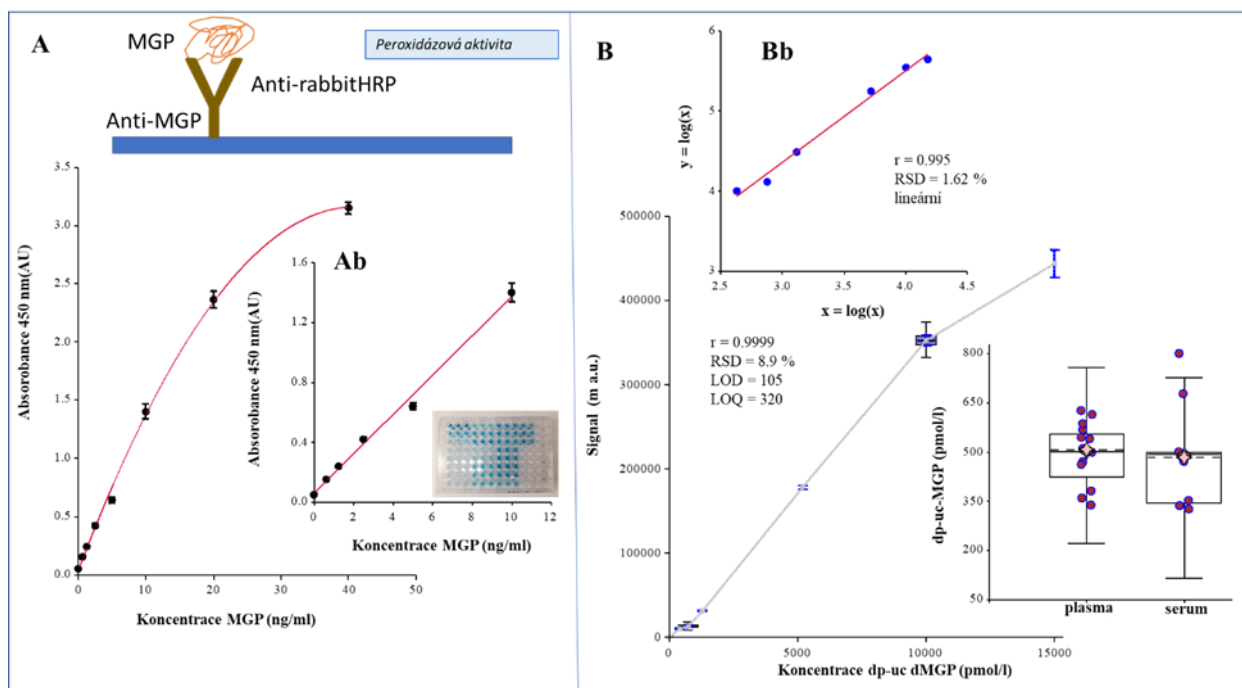 A
MGP
Peroxidázová aktivita
Anti-rabbitHRP
Anti-MGP
3.5
3.0
2.5
2.0
1.5
1.0
0.5
0.0
Absorobance 450 nm(AU)
0
10
20
30
40
50
Koncentrace MGP (ng/ml)
Ab
1.6
1.2
0.8
0.4
0.0
Absorobance 450 nm(AU)
0
2
4
6
8
10
12
Koncentrace MGP (ng/ml)
B
Bb
6
5
4
3
y = log(x)
2.5
3.0
3.5
4.0
4.5
x = log(x)
r = 0.995
RSD = 1.62 %
lineární
500000
400000
300000
200000
100000
0
Signal (m a.u.)
r = 0.9999
RSD = 8.9 %
LOD = 105
LOQ = 320
0
5000
10000
15000
Koncentrace dp-uc dMGP (pmol/l)
800
650
500
350
200
50
dp-uc-MGP (pmol/l)
plasma
serum